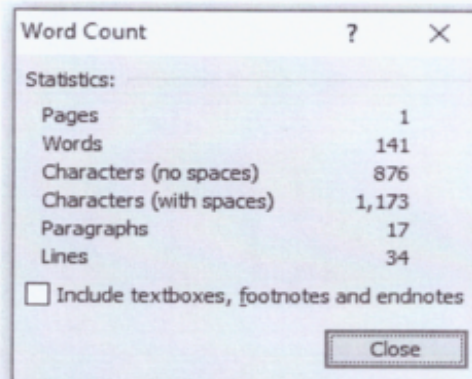 Word Count ? ×
Statistics:
Pages 1
Words 141
Characters (no spaces) 876
Characters (with spaces) 1,173
Paragraphs 17
Lines 34
Include textboxes, footnotes and endnotes
Close